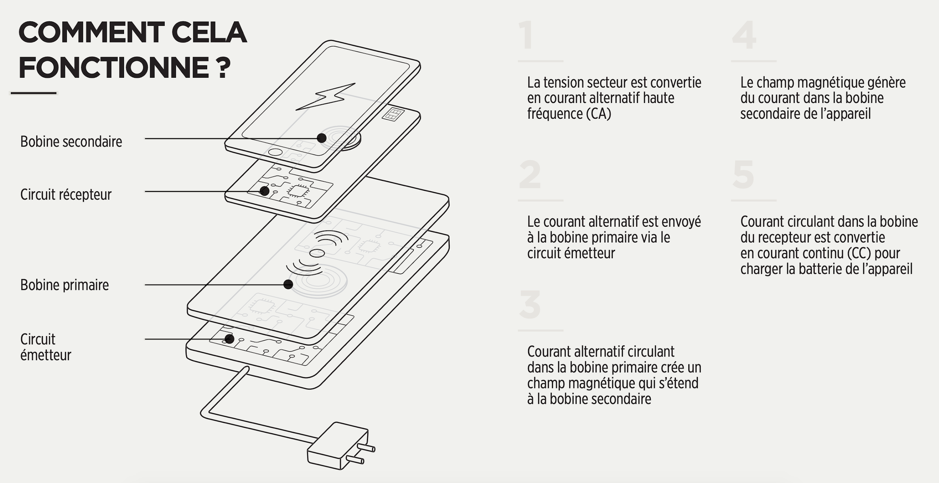 COMMENT CELA
FONCTIONNE ?
Bobine secondaire
Circuit récepteur
Bobine primaire
Circuit
émetteur
1
La tension secteur est convertie
en courant alternatif haute
fréquence (CA)
2
Le courant alternatif est envoyé
à la bobine primaire via le
circuit émetteur
3
Courant alternatif circulant
dans la bobine primaire crée un
champ magnétique qui s'étend
à la bobine secondaire
4
Le champ magnétique génère
du courant dans la bobine
secondaire de l'appareil
5
Courant circulant dans la bobine
du recepteur est convertie
en courant continu (CC) pour
charger la batterie de l'appareil